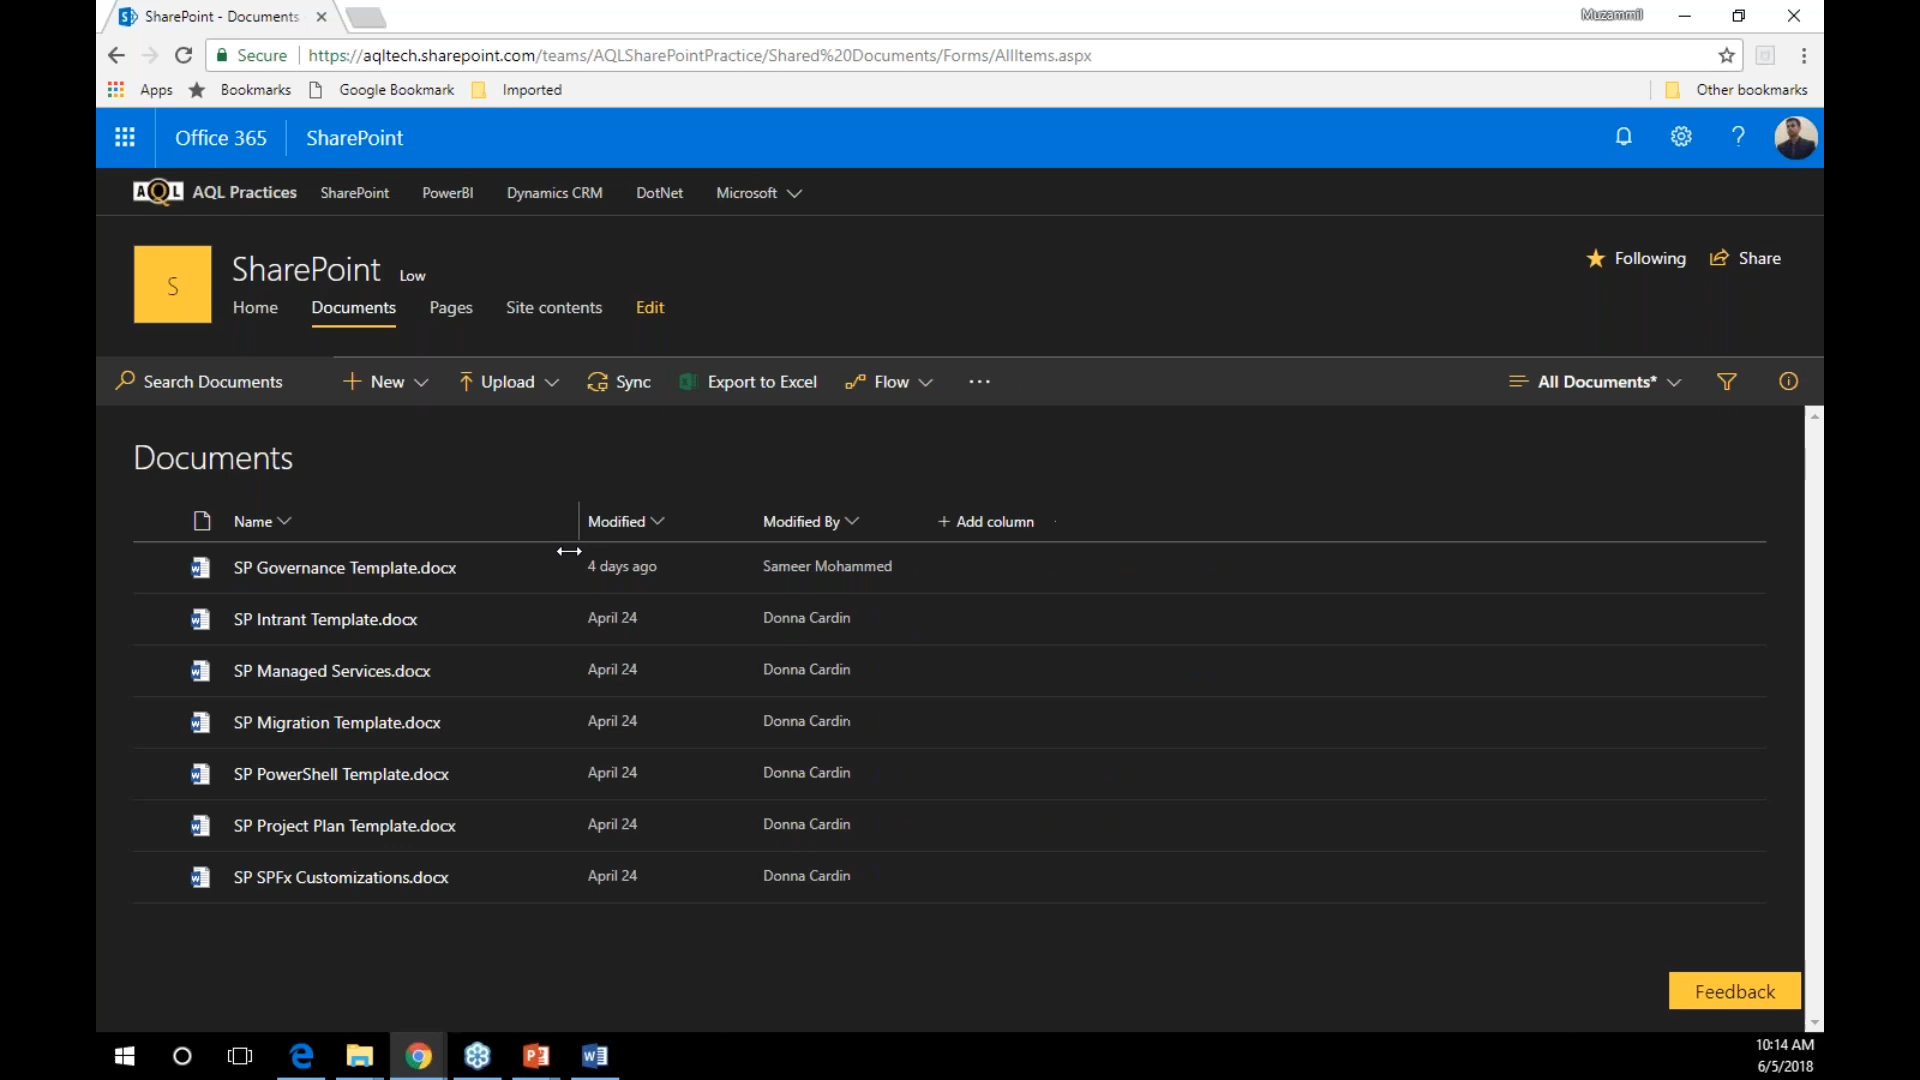 SharePoint - Documents
Muzammil
Secure https://aqltech.sharepoint.com/teams/AQLSharePointPractice/Shared%20Documents/Forms/AllItems.aspx
Apps Bookmarks Google Bookmark Imported Other bookmarks
Office 365 SharePoint ?
AQL AQL Practices SharePoint PowerBI Dynamics CRM DotNet Microsoft
S
SharePoint Low
Following Share
Home Documents Pages Site contents Edit
Search Documents + New Upload Sync Export to Excel Flow ... All Documents*
Documents
Name Modified Modified By + Add column
SP Governance Template.docx 4 days ago Sameer Mohammed
SP Intrant Template.docx April 24 Donna Cardin
SP Managed Services.docx April 24 Donna Cardin
SP Migration Template.docx April 24 Donna Cardin
SP PowerShell Template.docx April 24 Donna Cardin
SP Project Plan Template.docx April 24 Donna Cardin
SP SPFx Customizations.docx April 24 Donna Cardin
Feedback
10:14 AM
6/5/2018